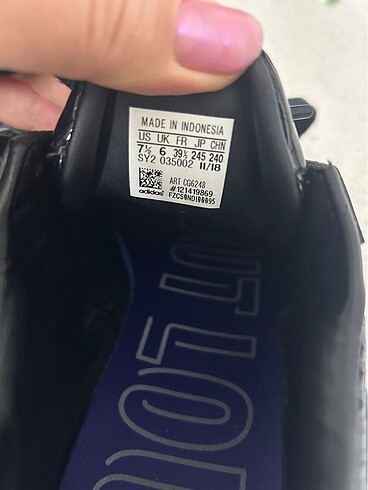 MADE IN INDONESIA
US UK FR JP CHN
7½ 6 39⅓ 245 240
SY2 035002 11/18
ART CG6248
#121419869
adidas